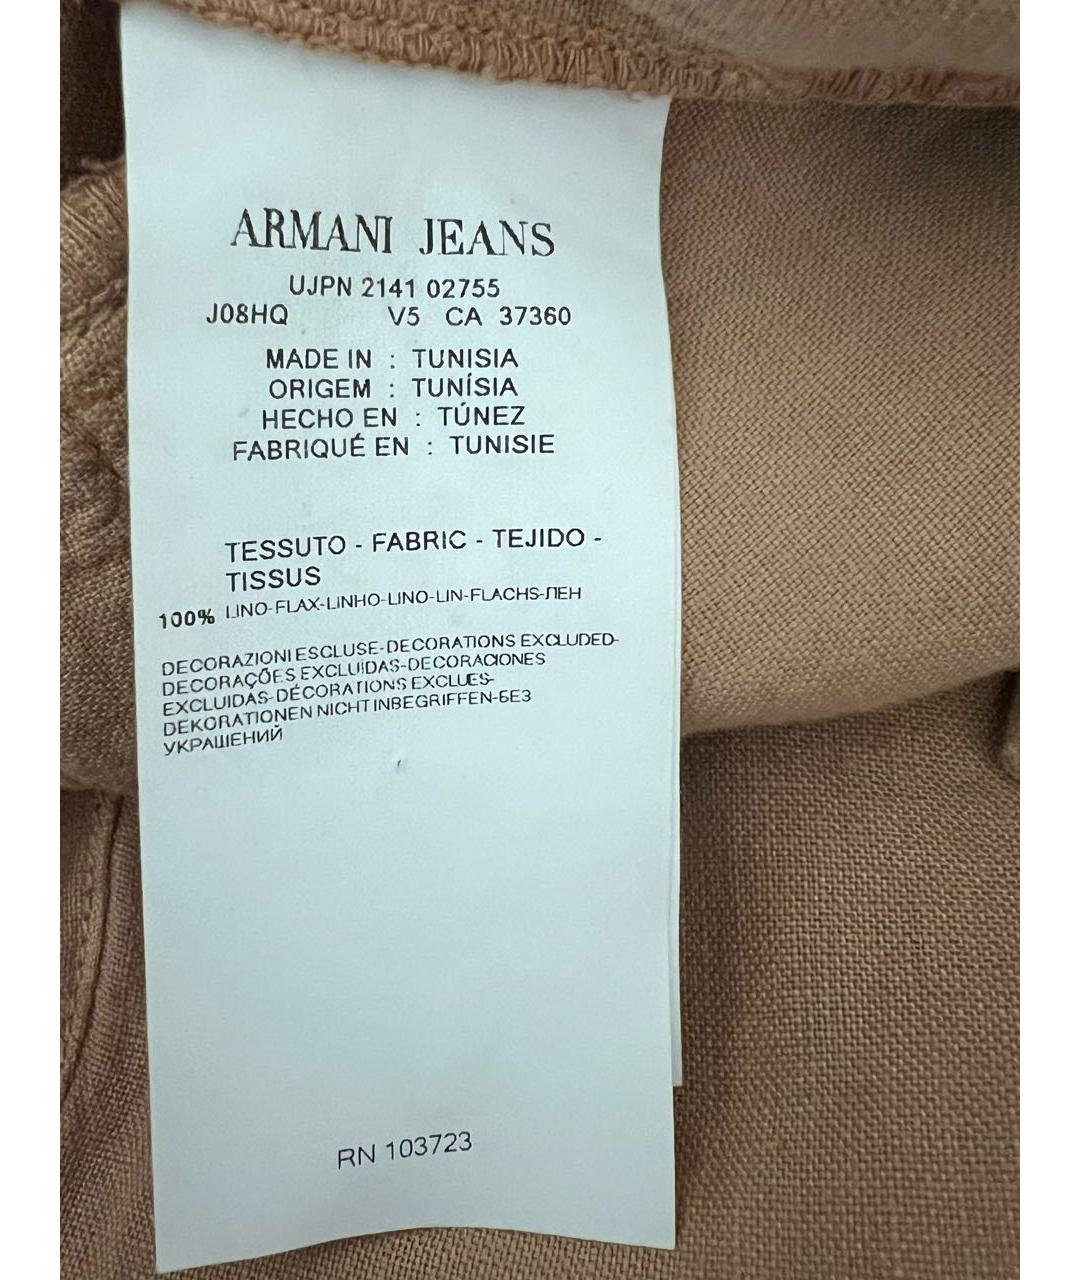 ARMANI JEANS
UJPN 2141 02755
J08HQ V5 CA 37360
MADE IN : TUNISIA
ORIGEM : TUNÍSIA
HECHO EN : TÚNEZ
FABRIQUÉ EN : TUNISIE
TESSUTO - FABRIC - TEJIDO -
TISSUS
100% LINO-FLAX-LINHO-LINO-LIN-FLACHS-ЛЕН
DECORAZIONI ESCLUSE-DECORATIONS EXCLUDED-
DECORAÇÕES EXCLUÍDAS-DECORACIONES
EXCLUIDAS-DÉCORATIONS EXCLUES-
DEKORATIONEN NICHT INBEGRIFFEN-БЕЗ
УКРАШЕНИЙ
RN 103723